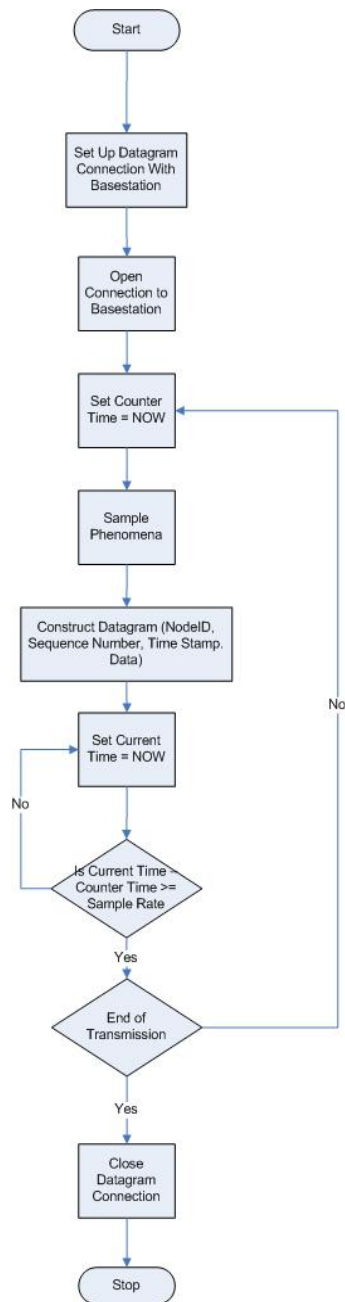 Start
Set Up Datagram
Connection With
Basestation
Open
Connection to
Basestation
Set Counter
Time = NOW
Sample
Phenomena
Construct Datagram (NodeID,
Sequence Number, Time Stamp.
Data)
No
Set Current
Time = NOW
No
Is Current Time –
Counter Time >=
Sample Rate
Yes
End of
Transmission
Yes
Close
Datagram
Connection
Stop